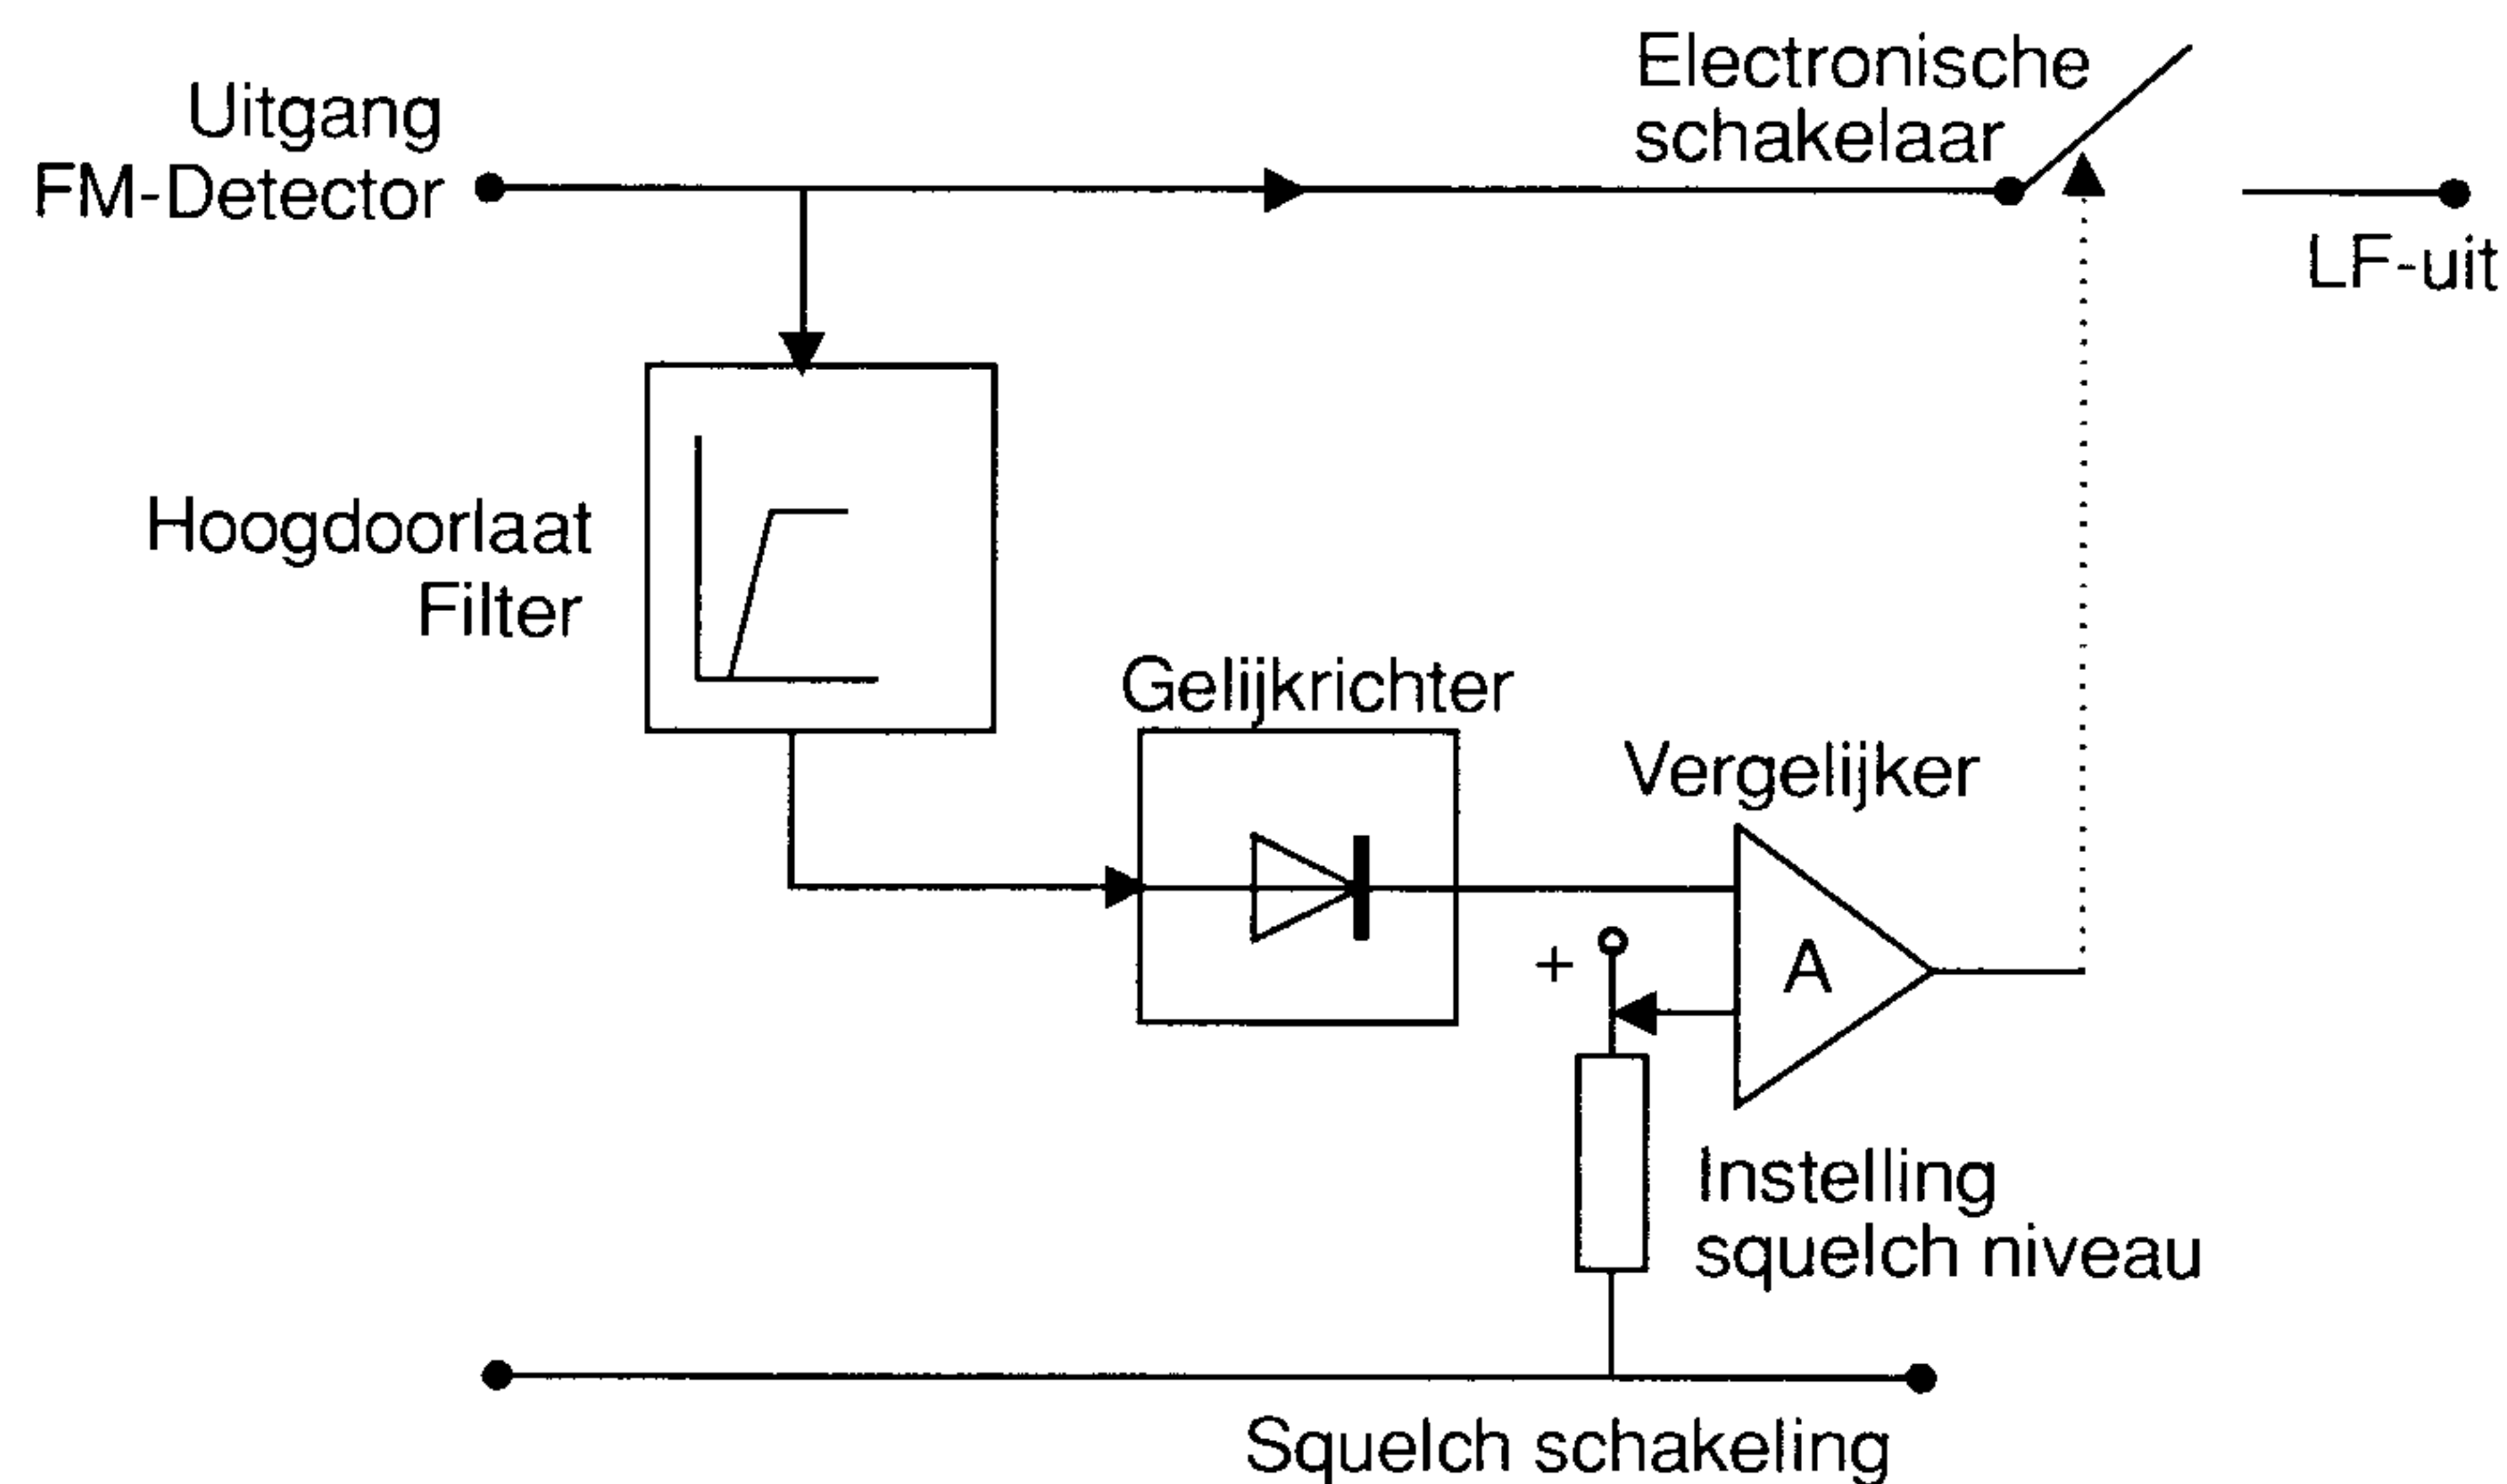 Uitgang
FM-Detector
Electronische
schakelaar
LF-uit
Hoogdoorlaat
Filter
Gelijkrichter
Vergelijker
+
A
Instelling
squelch niveau
Squelch schakeling